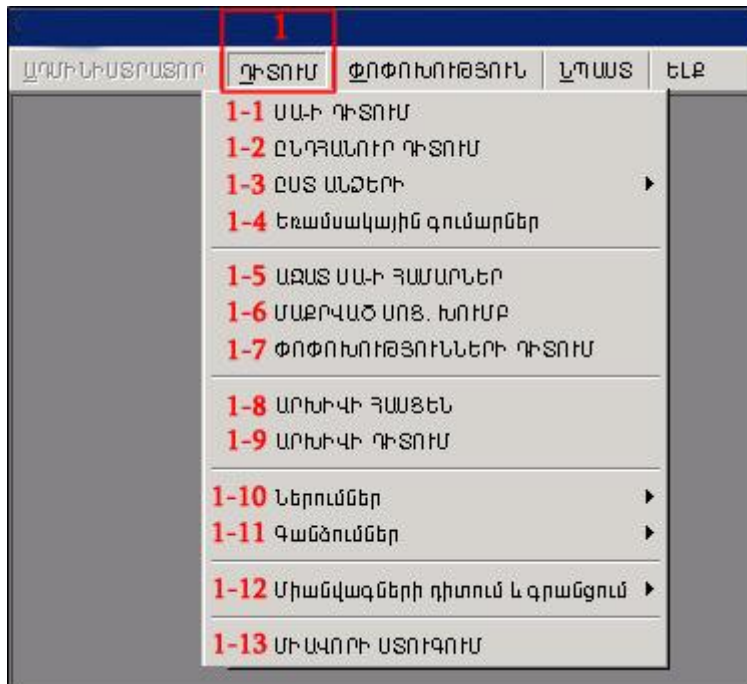 1
ԱԴՄԻՆԻՍՏՐԱՏՈՐ ԴԻՏՈՒՄ ՓՈՓՈԽՈՒԹՅՈՒՆ ՆՊԱՍՏ ԵԼՔ
1-1 ՍԱ-Ի ԴԻՏՈՒՄ
1-2 ԸՆԴՀԱՆՈՒՐ ԴԻՏՈՒՄ
1-3 ԸՍՏ ԱՆՁԵՐԻ
1-4 Եռամսակային գումարներ
1-5 ԱԶԱՏ ՍԱ-Ի ՀԱՄԱՐՆԵՐ
1-6 ՄԱՔՐՎԱԾ ՍՈՑ. ԽՈՒՄԲ
1-7 ՓՈՓՈԽՈՒԹՅՈՒՆՆԵՐԻ ԴԻՏՈՒՄ
1-8 ԱՐԽԻՎԻ ՀԱՍՑԵՆ
1-9 ԱՐԽԻՎԻ ԴԻՏՈՒՄ
1-10 Ներումներ
1-11 Գանձումներ
1-12 Միանվագների դիտում և գրանցում
1-13 ՄԻԱՎՈՐԻ ՍՏՈՒԳՈՒՄ